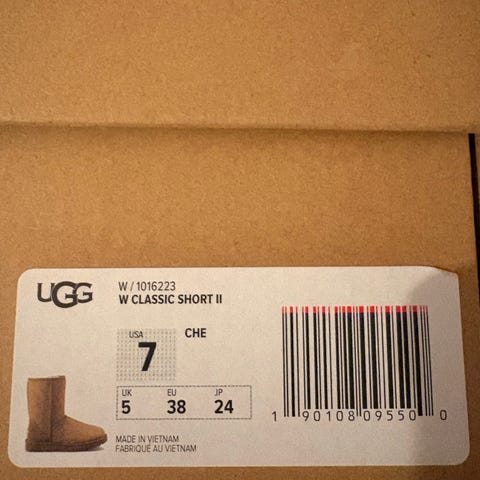 UGG
W / 1016223
W CLASSIC SHORT II
USA
7
CHE
UK EU JP
5 38 24
MADE IN VIETNAM
FABRIQUÉ AU VIETNAM
1 90108 09550 0